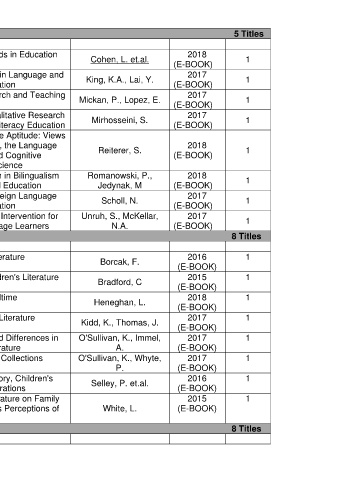 5 Titles
ds in Education Cohen, L. et.al. 2018 1
(E-BOOK)
in Language and King, K.A., Lai, Y. 2017 1
ation (E-BOOK)
rch and Teaching Mickan, P., Lopez, E. 2017 1
(E-BOOK)
litative Research Mirhosseini, S. 2017 1
iteracy Education (E-BOOK)
e Aptitude: Views
, the Language Reiterer, S. 2018 1
d Cognitive (E-BOOK)
cience
n in Bilingualism Romanowski, P., 2017 1
l Education Jedynak. M (E-BOOK)
eign Language Scholl, N. 2017 1
ation (E-BOOK)
Intervention for Unruh, S., McKellar, 2017 1
age Learners N.A. (E-BOOK)
8 Titles
erature Borcak, F. 2016 1
(E-BOOK)
dren's Literature Bradford, C 2015 1
(E-BOOK)
dtime Heneghan, L. 2018 1
(E-BOOK)
Literature Kidd, K., Thomas, J. 2017 1
(E-BOOK)
d Differences in O'Sullivan, K., Immel, 2017 1
rature A. (E-BOOK)
Collections O'Sullivan, K., Whyte, 2017 1
P. (E-BOOK)
ory, Children's Selley, P. et.al. 2016 1
rations (E-BOOK)
ature on Family 2015 1
s Perceptions of White, L. (E-BOOK)
8 Titles